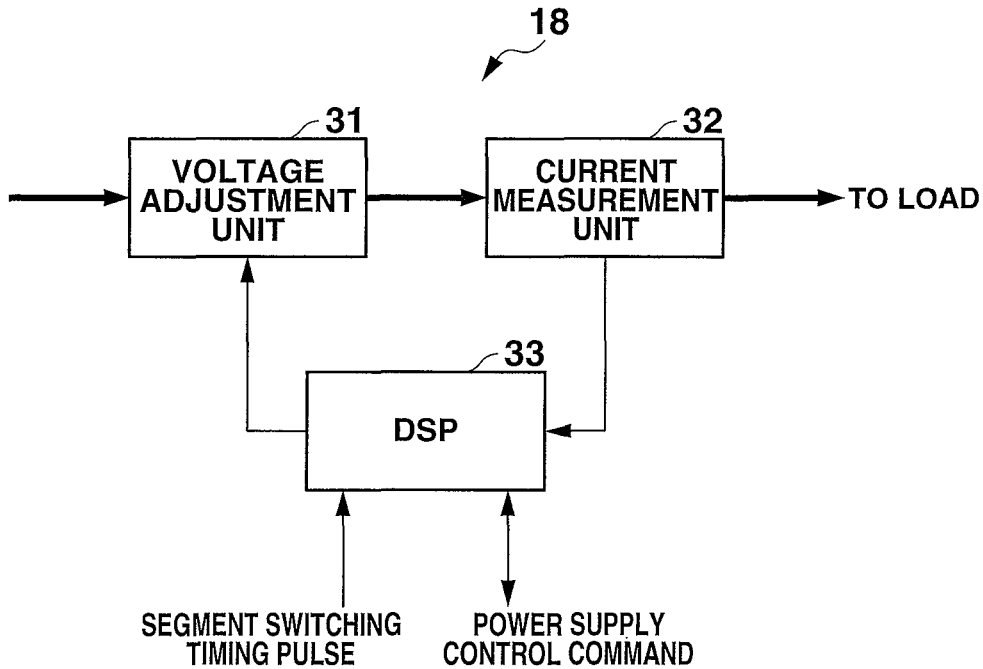 18
31
32
VOLTAGE
ADJUSTMENT
UNIT
CURRENT
MEASUREMENT
UNIT
TO LOAD
33
DSP
SEGMENT SWITCHING
TIMING PULSE
POWER SUPPLY
CONTROL COMMAND